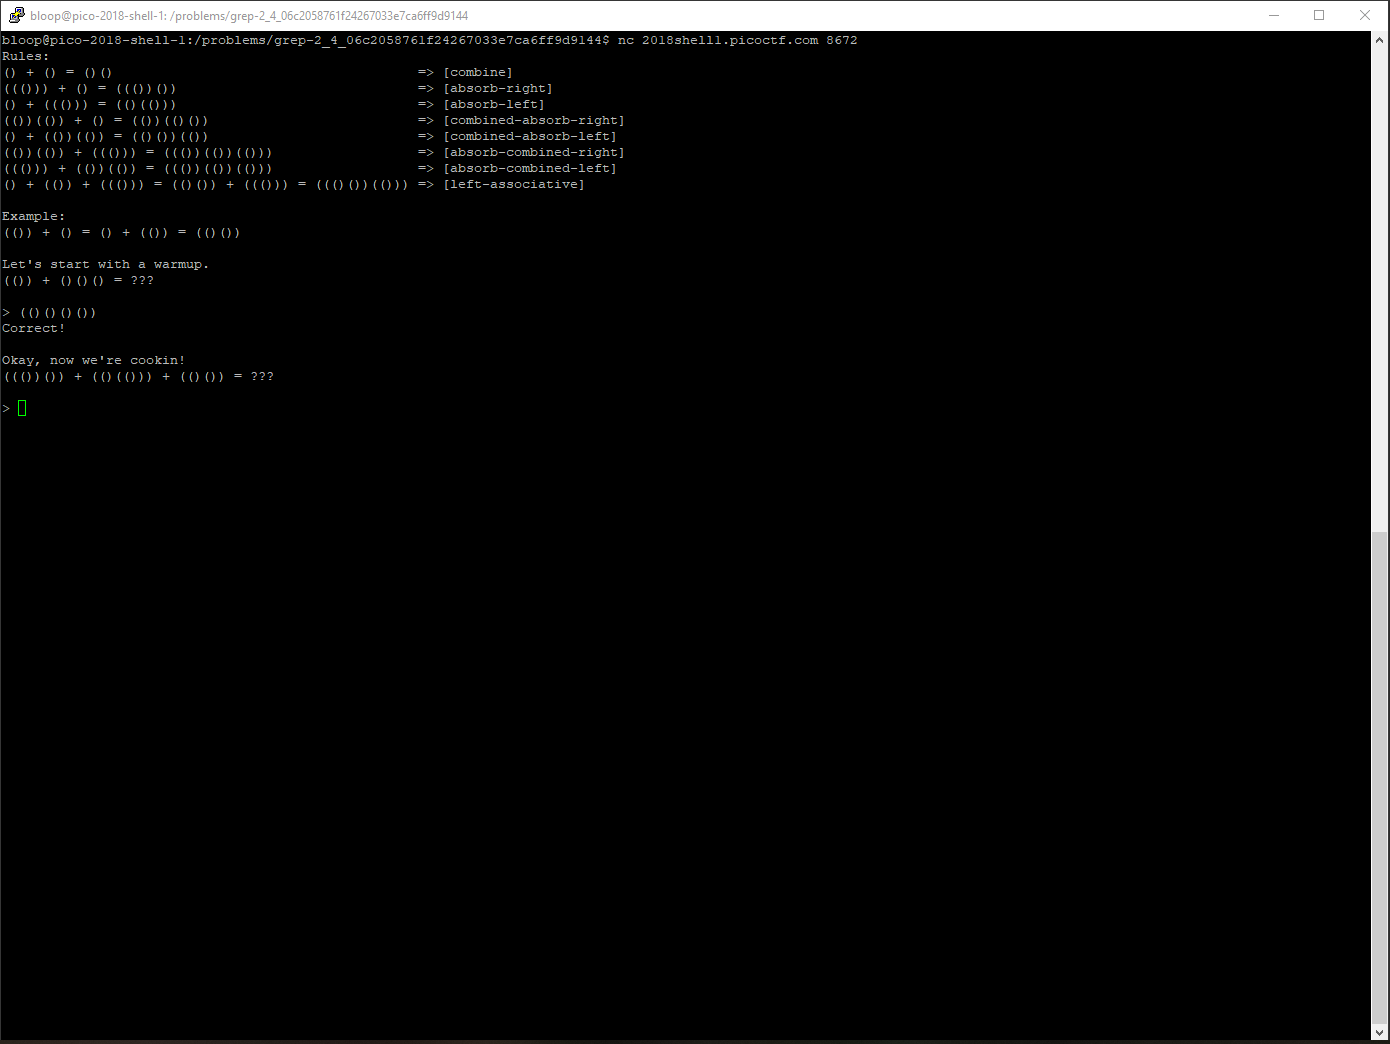 bloop@pico-2018-shell-1: /problems/grep-2_4_06c2058761f24267033e7ca6ff9d9144
bloop@pico-2018-shell-1:/problems/grep-2_4_06c2058761f24267033e7ca6ff9d9144$ nc 2018shell1.picoctf.com 8672
Rules:
() + () = ()() => [combine]
((())) + () = ((())()) => [absorb-right]
() + ((())) = (()(())) => [absorb-left]
(())(()) + () = (())(()()) => [combined-absorb-right]
() + (())(()) = (()())(()) => [combined-absorb-left]
(())(()) + ((())) = ((())(())(())) => [absorb-combined-right]
((())) + (())(()) = ((())(())(())) => [absorb-combined-left]
() + (()) + ((())) = (()()) + ((())) = ((()())(())) => [left-associative]
Example:
(()) + () = () + (()) = (()())
Let's start with a warmup.
(()) + ()()() = ???
> (()()()())
Correct!
Okay, now we're cookin!
((())()) + (()(())) + (()()) = ???
>